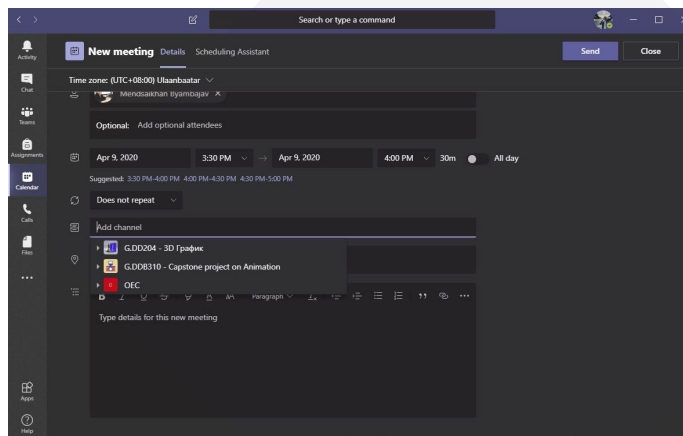 Search or type a command
Activity
Chat
Teams
Assignments
Calendar
Calls
Files
Apps
Help
New meeting Details Scheduling Assistant Send Close
Time zone: (UTC+08:00) Ulaanbaatar
Mendsaikhan Byambajav X
Optional: Add optional attendees
Apr 9, 2020 3:30 PM → Apr 9, 2020 4:00 PM 30m All day
Suggested: 3:30 PM-4:00 PM 4:00 PM-4:30 PM 4:30 PM-5:00 PM
Does not repeat
Add channel
G.DD204 - 3D График
G.DDB310 - Capstone project on Animation
OEC
B I U Paragraph
Type details for this new meeting